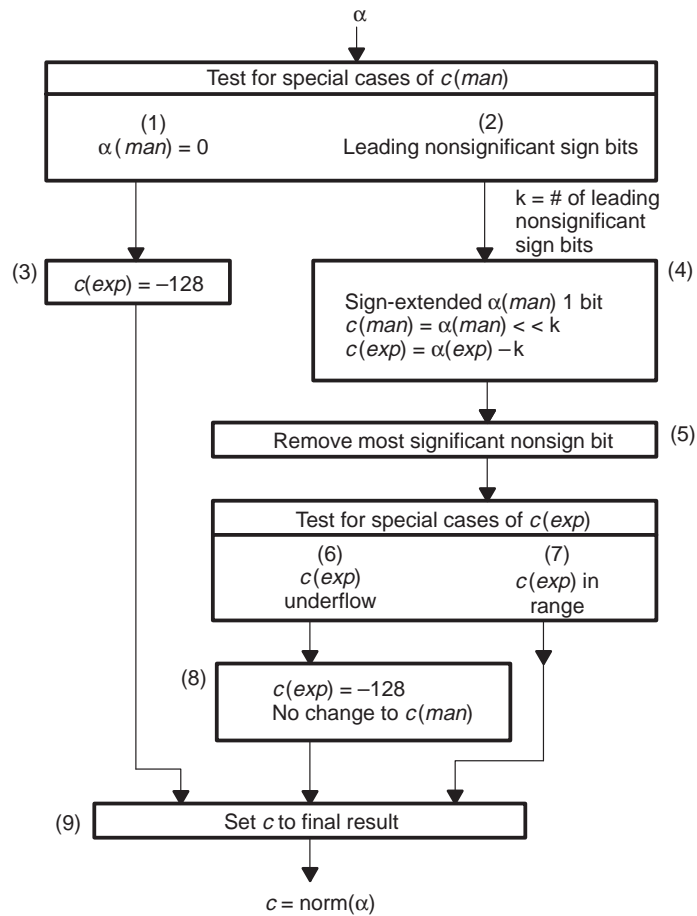 α
Test for special cases of c(man)
(1)
α(man) = 0
(2)
Leading nonsignificant sign bits
k = # of leading
nonsignificant
sign bits
(3)
c(exp) = –128
(4)
Sign-extended α(man) 1 bit
c(man) = α(man) < < k
c(exp) = α(exp) – k
Remove most significant nonsign bit
(5)
Test for special cases of c(exp)
(6)
c(exp)
underflow
(7)
c(exp) in
range
(8)
c(exp) = –128
No change to c(man)
(9)
Set c to final result
c = norm(α)